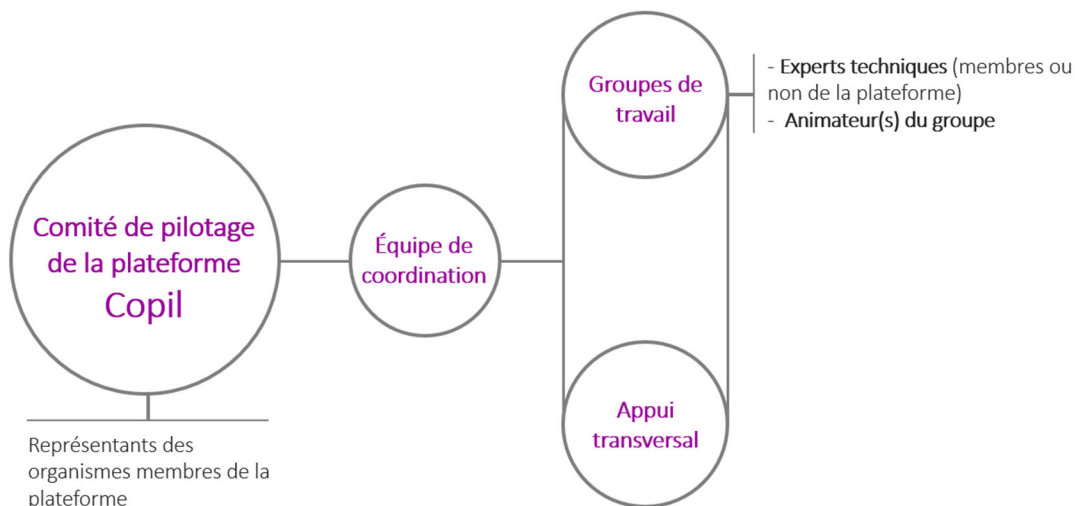 Comité de pilotage
de la plateforme
Copil
Représentants des
organismes membres de la
plateforme
Équipe de
coordination
Groupes de
travail
- Experts techniques (membres ou
non de la plateforme)
- Animateur(s) du groupe
Appui
transversal